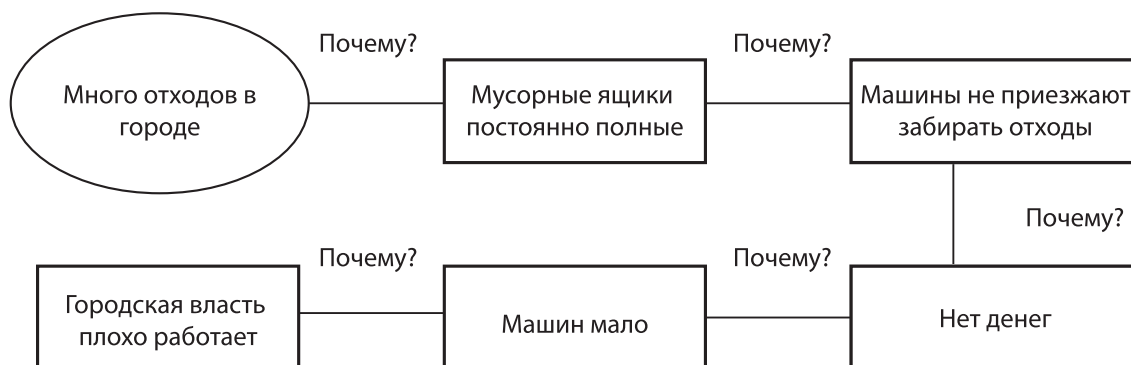 Почему?
Почему?
Много отходов в
городе
Мусорные ящики
постоянно полные
Машины не приезжают
забирать отходы
Почему?
Почему?
Почему?
Городская власть
плохо работает
Машин мало
Нет денег